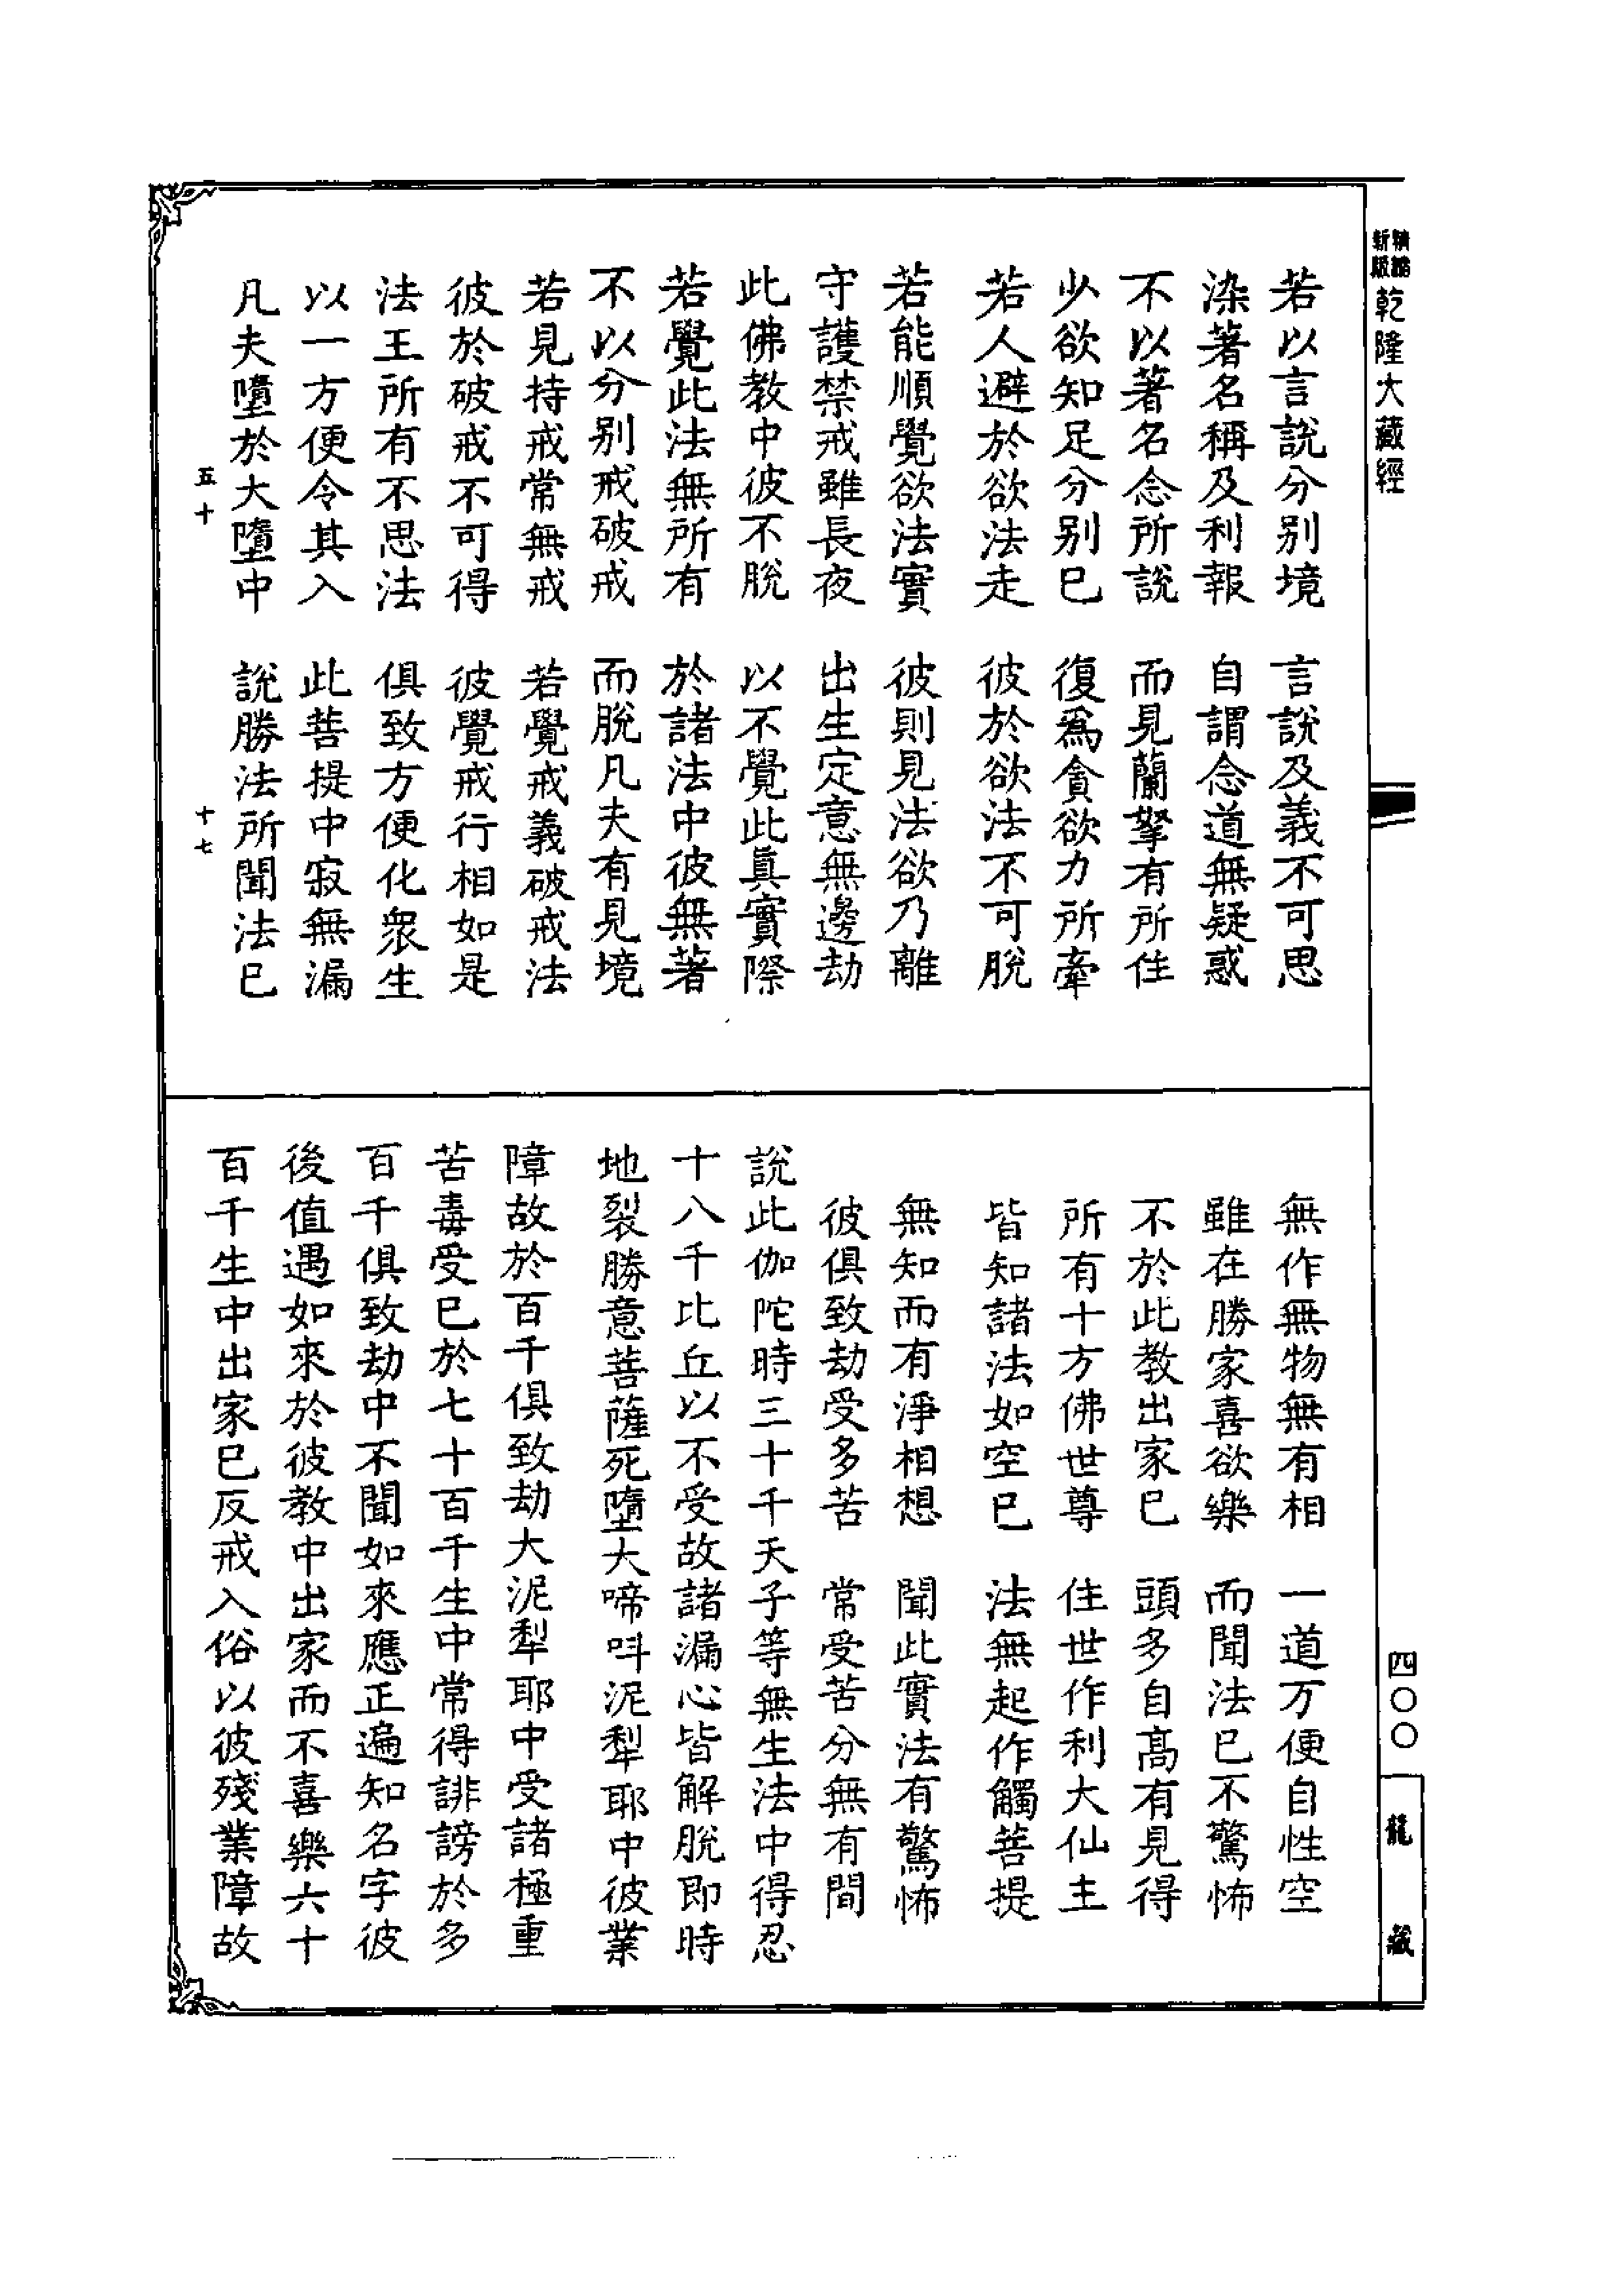 精縮
新版
乾隆大藏經
若以言說分別境　言說及義不可思
染著名稱及利報　自謂念道無疑惑
不以著名念所說　而見蘭拏有所住
少欲知足分別已　復爲貪欲力所牽
若人避於欲法走　彼於欲法不可脫
若能順覺欲法實　彼則見法欲乃離
守護禁戒雖長夜　出生定意無邊劫
此佛教中彼不脫　以不覺此眞實際
若覺此法無所有　於諸法中彼無著
不以分別戒破戒　而脫凡夫有見境
若見持戒常無戒　若覺戒義破戒法
彼於破戒不可得　彼覺戒行相如是
法王所有不思法　俱致方便化衆生
以一方便令其入　此菩提中寂無漏
凡夫墮於大墮中　說勝法所聞法已
五十
十七
無作無物無有相　一道方便自性空
雖在勝家喜欲樂　而聞法已不驚怖
不於此教出家已　頭多自高有見得
所有十方佛世尊　住世作利大仙主
皆知諸法如空已　法無起作觸菩提
無知而有淨相想　聞此實法有驚怖
彼俱致劫受多苦　常受苦分無有間
說此伽陀時三十千天子等無生法中得忍
十八千比丘以不受故諸漏心皆解脫即時
地裂勝意菩薩死墮大啼呌泥犁耶中彼業
障故於百千俱致劫大泥犁耶中受諸極重
苦毒受已於七十百千生中常得誹謗於多
百千俱致劫中不聞如來應正遍知名字彼
後值遇如來於彼教中出家而不喜樂六十
百千生中出家已反戒入俗以彼殘業障故
四〇〇
龍藏